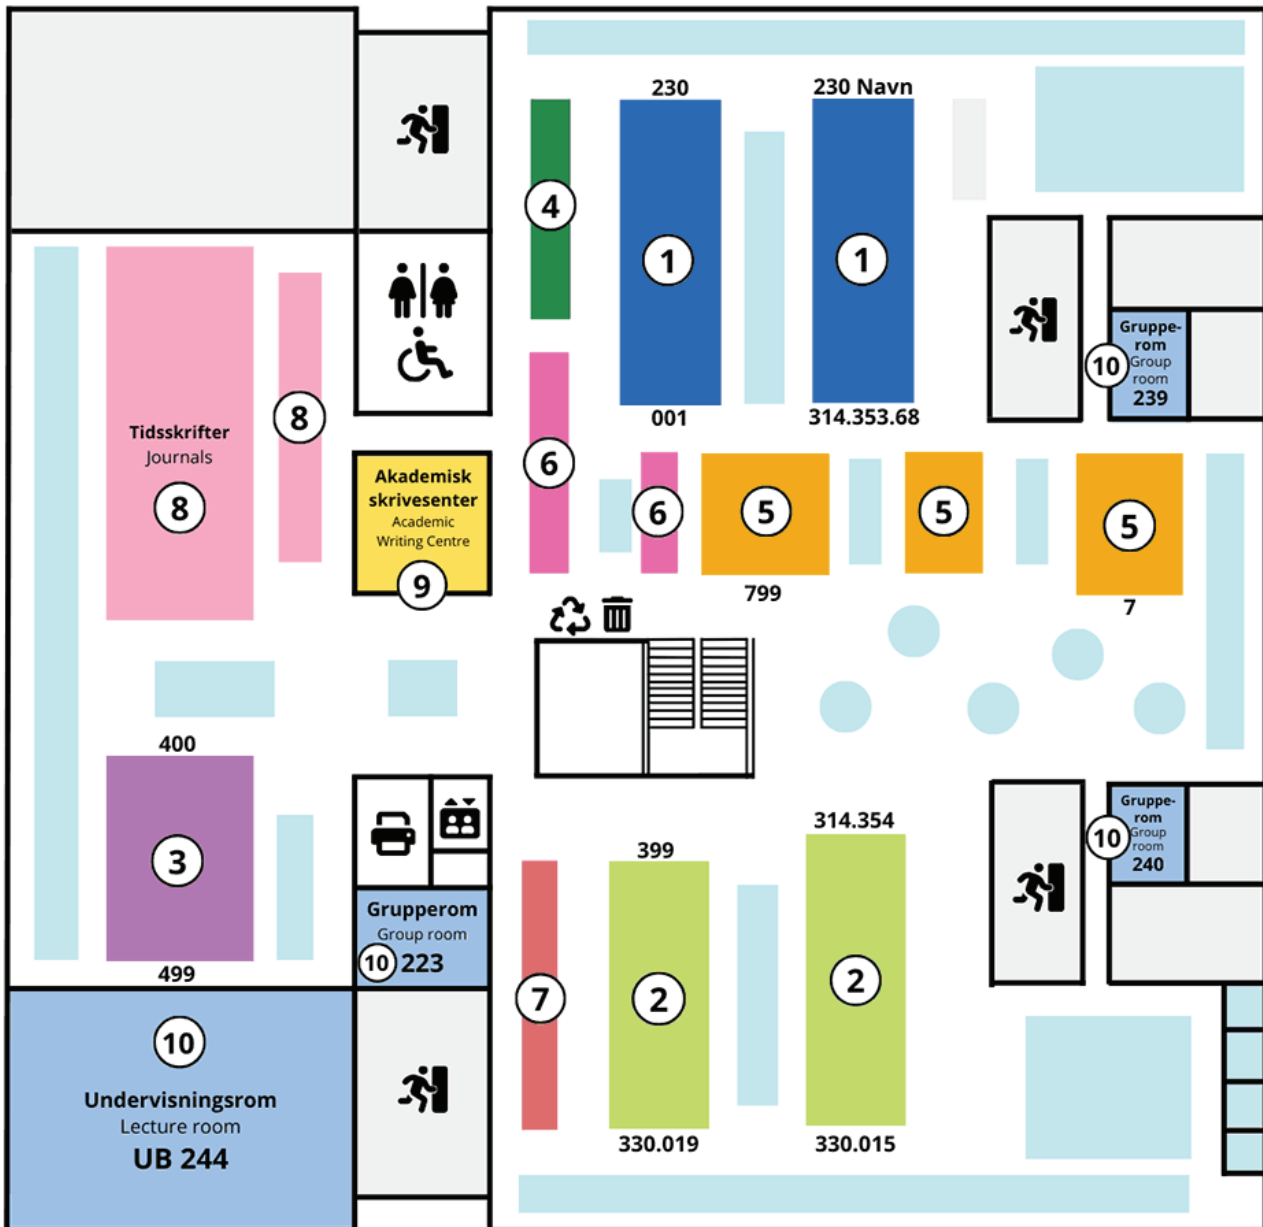 230
230 Navn
4
1
1
001
314.353.68
Gruppe-
rom
Group
room
239
10
8
Tidsskrifter
Journals
8
6
6
5
5
5
799
7
Akademisk
skrivesenter
Academic
Writing Centre
9
400
3
499
Grupperom
Group room
10 223
399
314.354
7
2
2
330.019
330.015
Gruppe-
rom
Group
room
240
10
10
Undervisningsrom
Lecture room
UB 244